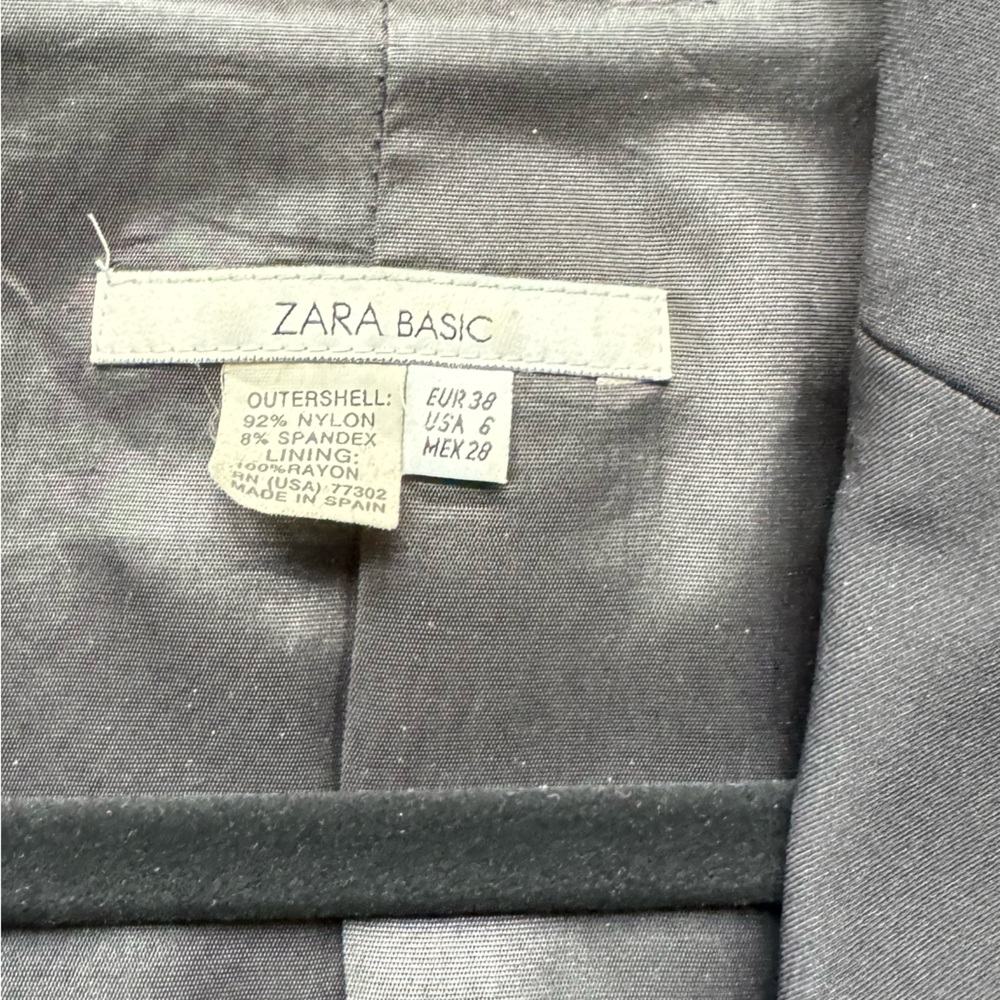 ZARA BASIC
OUTERSHELL:
92% NYLON
8% SPANDEX
LINING:
100%RAYON
RN (USA) 77302
MADE IN SPAIN
EUR 38
USA 6
MEX 28